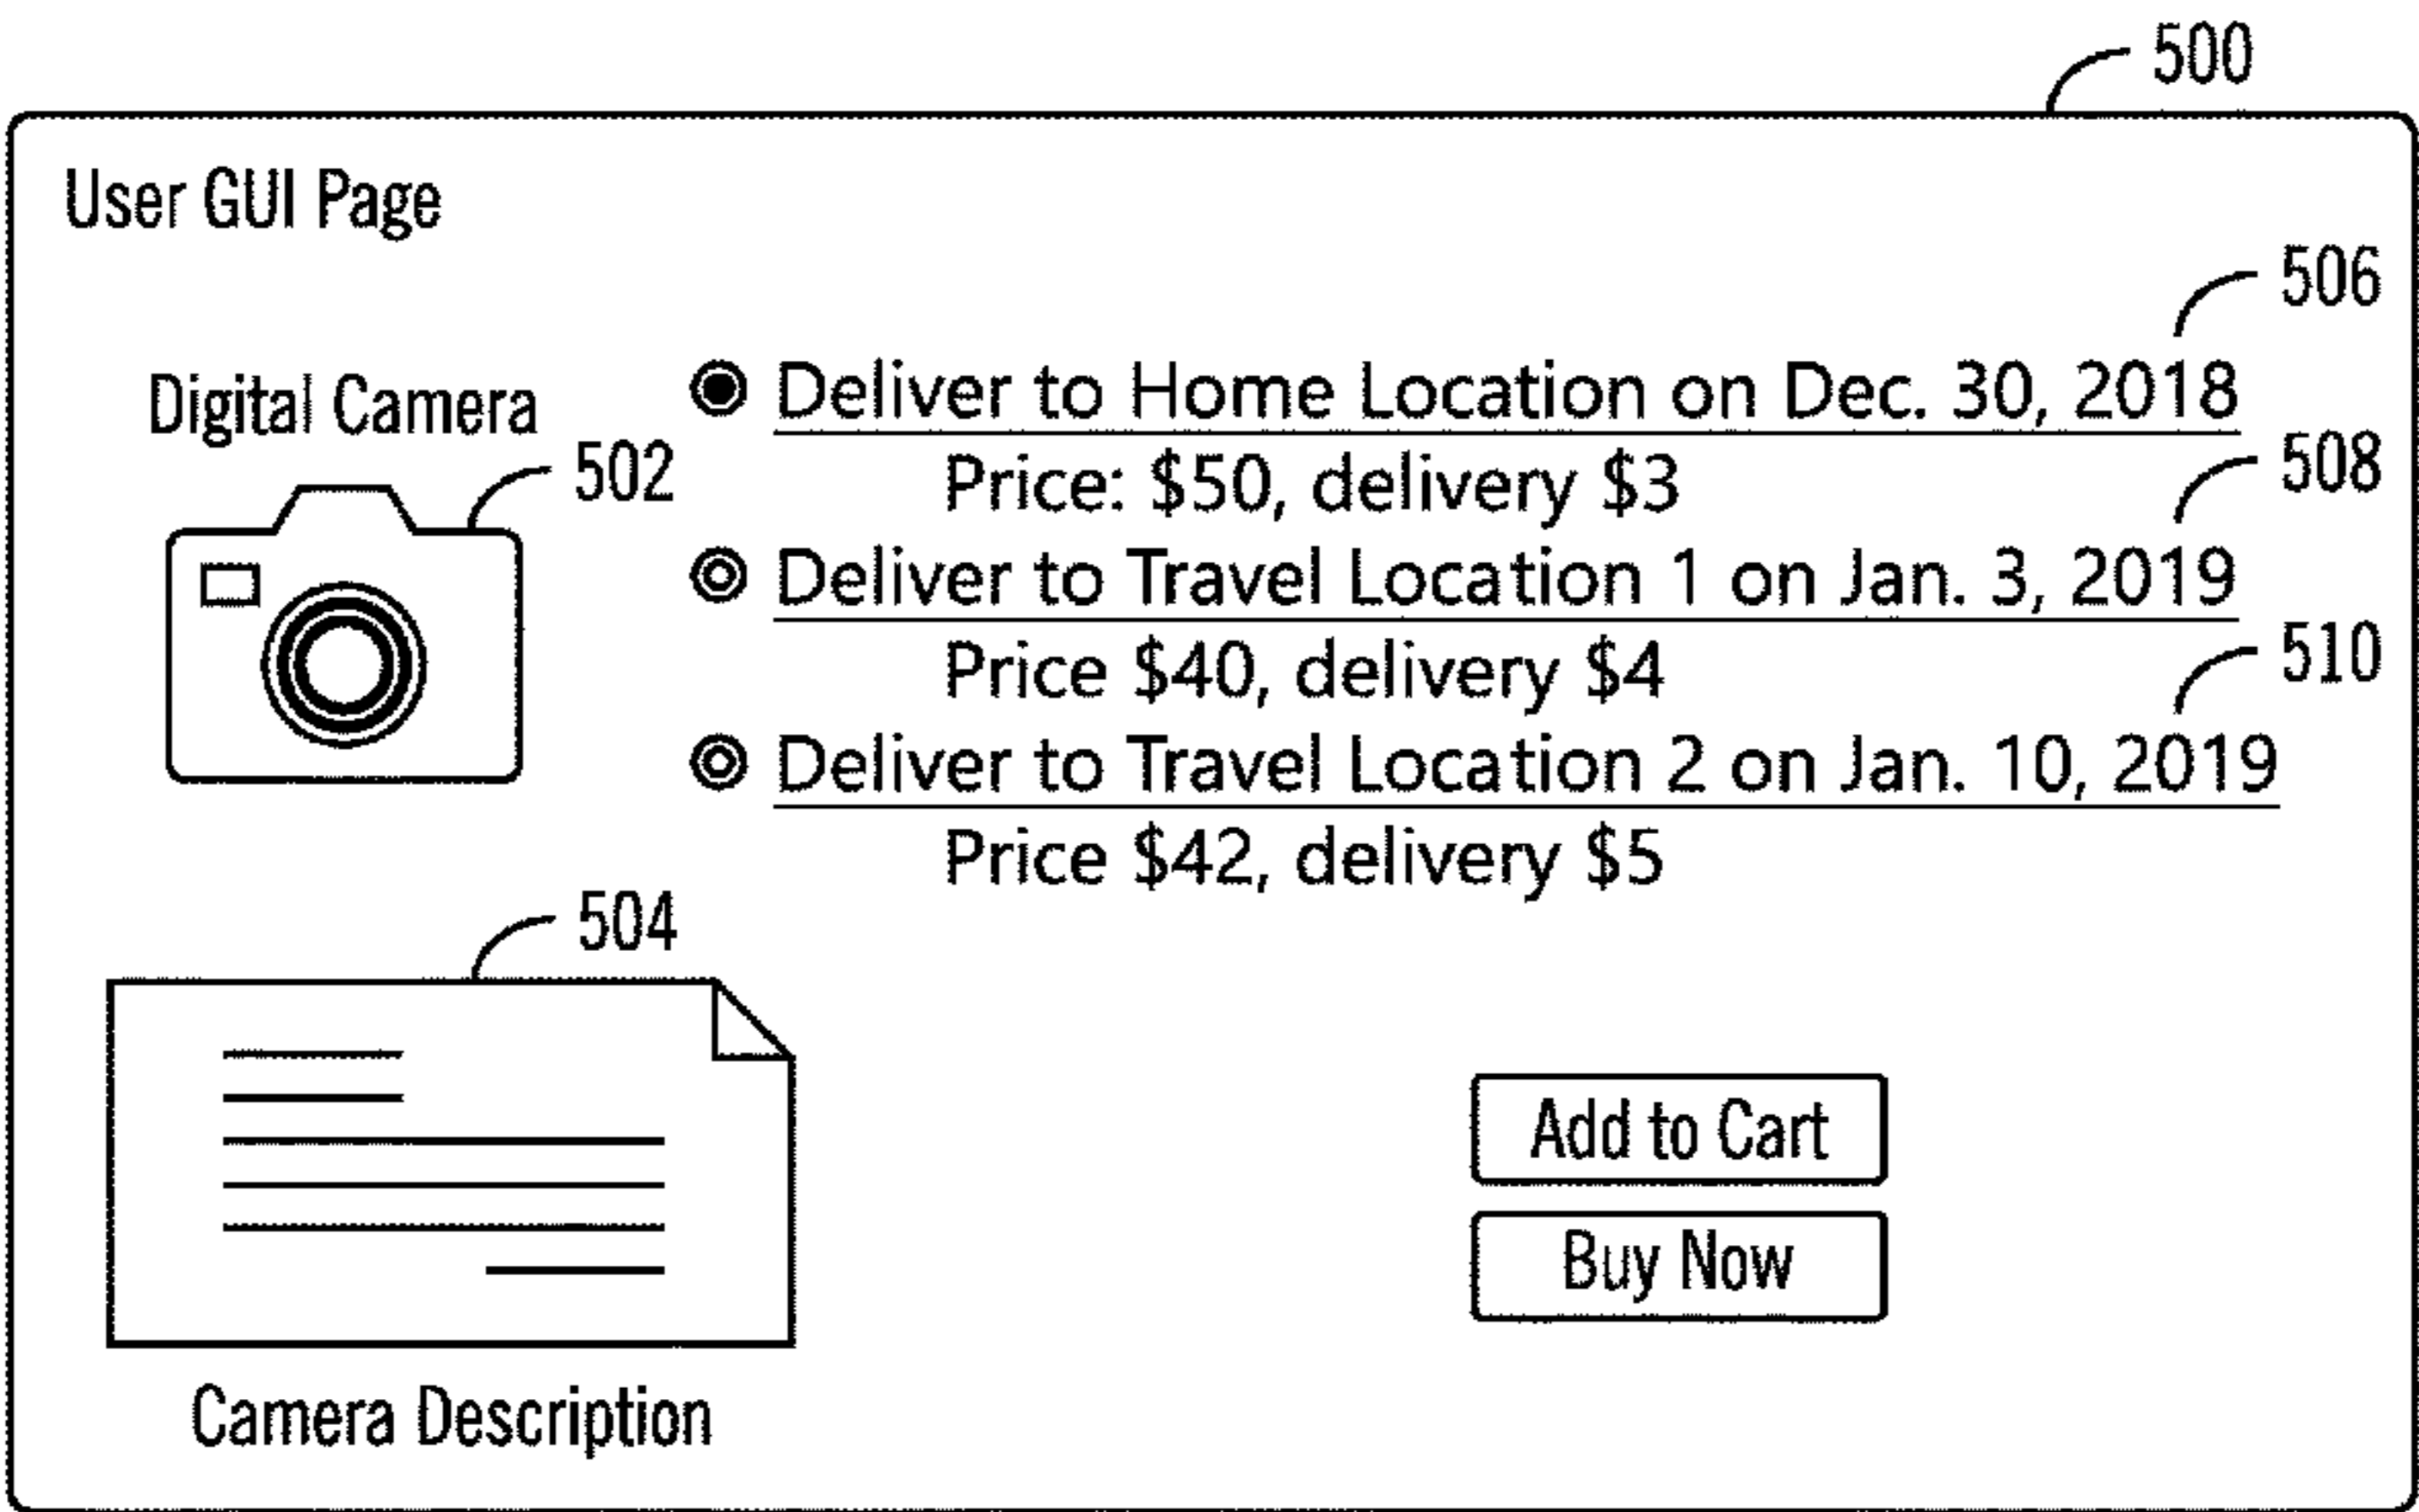 500
User GUI Page
506
Digital Camera
Deliver to Home Location on Dec. 30, 2018
502
Price: $50, delivery $3
508
Deliver to Travel Location 1 on Jan. 3, 2019
Price $40, delivery $4
510
Deliver to Travel Location 2 on Jan. 10, 2019
Price $42, delivery $5
504
Add to Cart
Buy Now
Camera Description